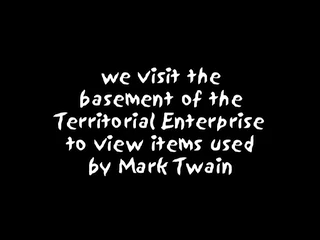 we visit the
basement of the
Territorial Enterprise
to view items used
by Mark Twain